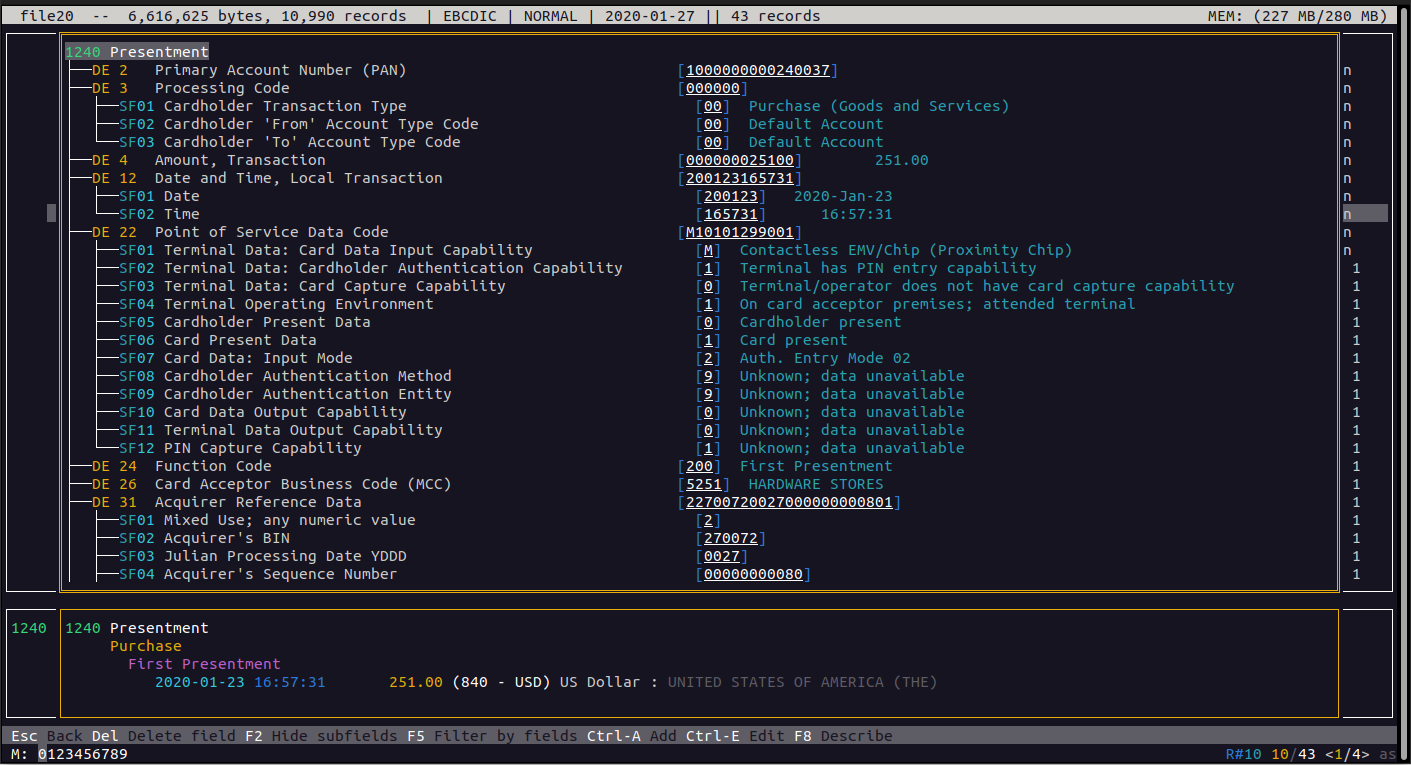 file20 -- 6,616,625 bytes, 10,990 records | EBCDIC | NORMAL | 2020-01-27 || 43 records MEM: (227 MB/280 MB)
1240 Presentment
DE 2 Primary Account Number (PAN) [1000000000240037] n
DE 3 Processing Code [000000] n
SF01 Cardholder Transaction Type [00] Purchase (Goods and Services) n
SF02 Cardholder 'From' Account Type Code [00] Default Account n
SF03 Cardholder 'To' Account Type Code [00] Default Account n
DE 4 Amount, Transaction [000000025100] 251.00 n
DE 12 Date and Time, Local Transaction [200123165731] n
SF01 Date [200123] 2020-Jan-23 n
SF02 Time [165731] 16:57:31 n
DE 22 Point of Service Data Code [M10101299001] n
SF01 Terminal Data: Card Data Input Capability [M] Contactless EMV/Chip (Proximity Chip) n
SF02 Terminal Data: Cardholder Authentication Capability [1] Terminal has PIN entry capability 1
SF03 Terminal Data: Card Capture Capability [0] Terminal/operator does not have card capture capability 1
SF04 Terminal Operating Environment [1] On card acceptor premises; attended terminal 1
SF05 Cardholder Present Data [0] Cardholder present 1
SF06 Card Present Data [1] Card present 1
SF07 Card Data: Input Mode [2] Auth. Entry Mode 02 1
SF08 Cardholder Authentication Method [9] Unknown; data unavailable 1
SF09 Cardholder Authentication Entity [9] Unknown; data unavailable 1
SF10 Card Data Output Capability [0] Unknown; data unavailable 1
SF11 Terminal Data Output Capability [0] Unknown; data unavailable 1
SF12 PIN Capture Capability [1] Unknown; data unavailable 1
DE 24 Function Code [200] First Presentment 1
DE 26 Card Acceptor Business Code (MCC) [5251] HARDWARE STORES 1
DE 31 Acquirer Reference Data [22700720027000000000801] 1
SF01 Mixed Use; any numeric value [2] 1
SF02 Acquirer's BIN [270072] 1
SF03 Julian Processing Date YDDD [0027] 1
SF04 Acquirer's Sequence Number [00000000080] 1
1240 1240 Presentment
Purchase
First Presentment
2020-01-23 16:57:31 251.00 (840 - USD) US Dollar : UNITED STATES OF AMERICA (THE)
Esc Back Del Delete field F2 Hide subfields F5 Filter by fields Ctrl-A Add Ctrl-E Edit F8 Describe
M: 0123456789 R#10 10/43 <1/4> as